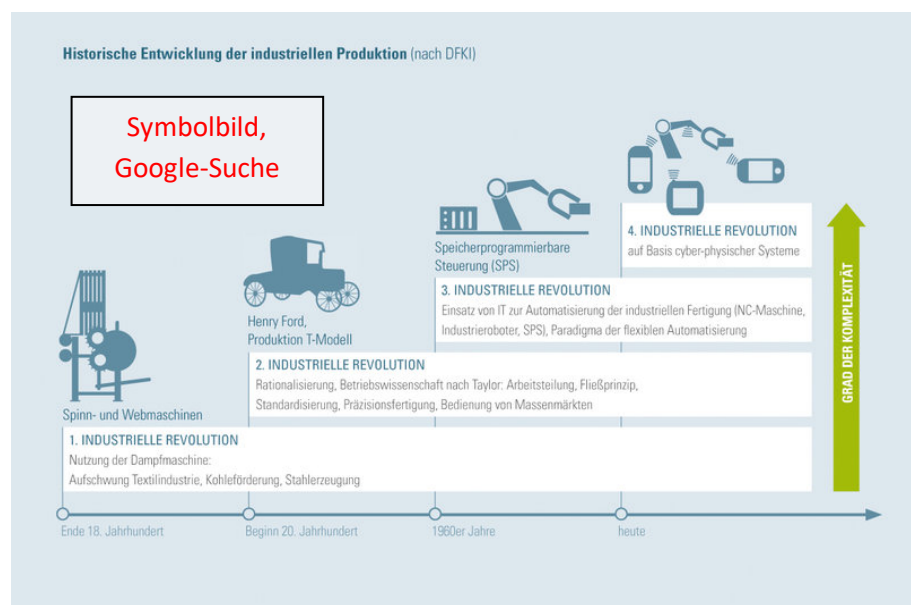 Historische Entwicklung der industriellen Produktion (nach DFKI)
Symbolbild,
Google-Suche
4. INDUSTRIELLE REVOLUTION
auf Basis cyber-physischer Systeme
Speicherprogrammierbare
Steuerung (SPS)
3. INDUSTRIELLE REVOLUTION
Einsatz von IT zur Automatisierung der industriellen Fertigung (NC-Maschine,
Industrieroboter, SPS), Paradigma der flexiblen Automatisierung
Henry Ford,
Produktion T-Modell
2. INDUSTRIELLE REVOLUTION
Rationalisierung, Betriebswissenschaft nach Taylor: Arbeitsteilung, Fließprinzip,
Standardisierung, Präzisionsfertigung, Bedienung von Massenmärkten
Spinn- und Webmaschinen
1. INDUSTRIELLE REVOLUTION
Nutzung der Dampfmaschine:
Aufschwung Textilindustrie, Kohleförderung, Stahlerzeugung
GRAD DER KOMPLEXITÄT
Ende 18. Jahrhundert
Beginn 20. Jahrhundert
1960er Jahre
heute